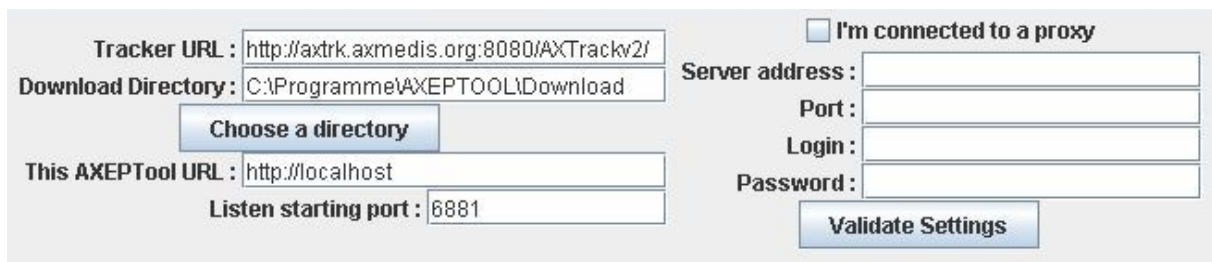 Tracker URL : http://axtrk.axmedis.org:8080/AXTrackv2/
Download Directory : C:\Programme\AXEPTOOL\Download
Choose a directory
This AXEPTool URL : http://localhost
Listen starting port : 6881
I'm connected to a proxy
Server address :
Port :
Login :
Password :
Validate Settings